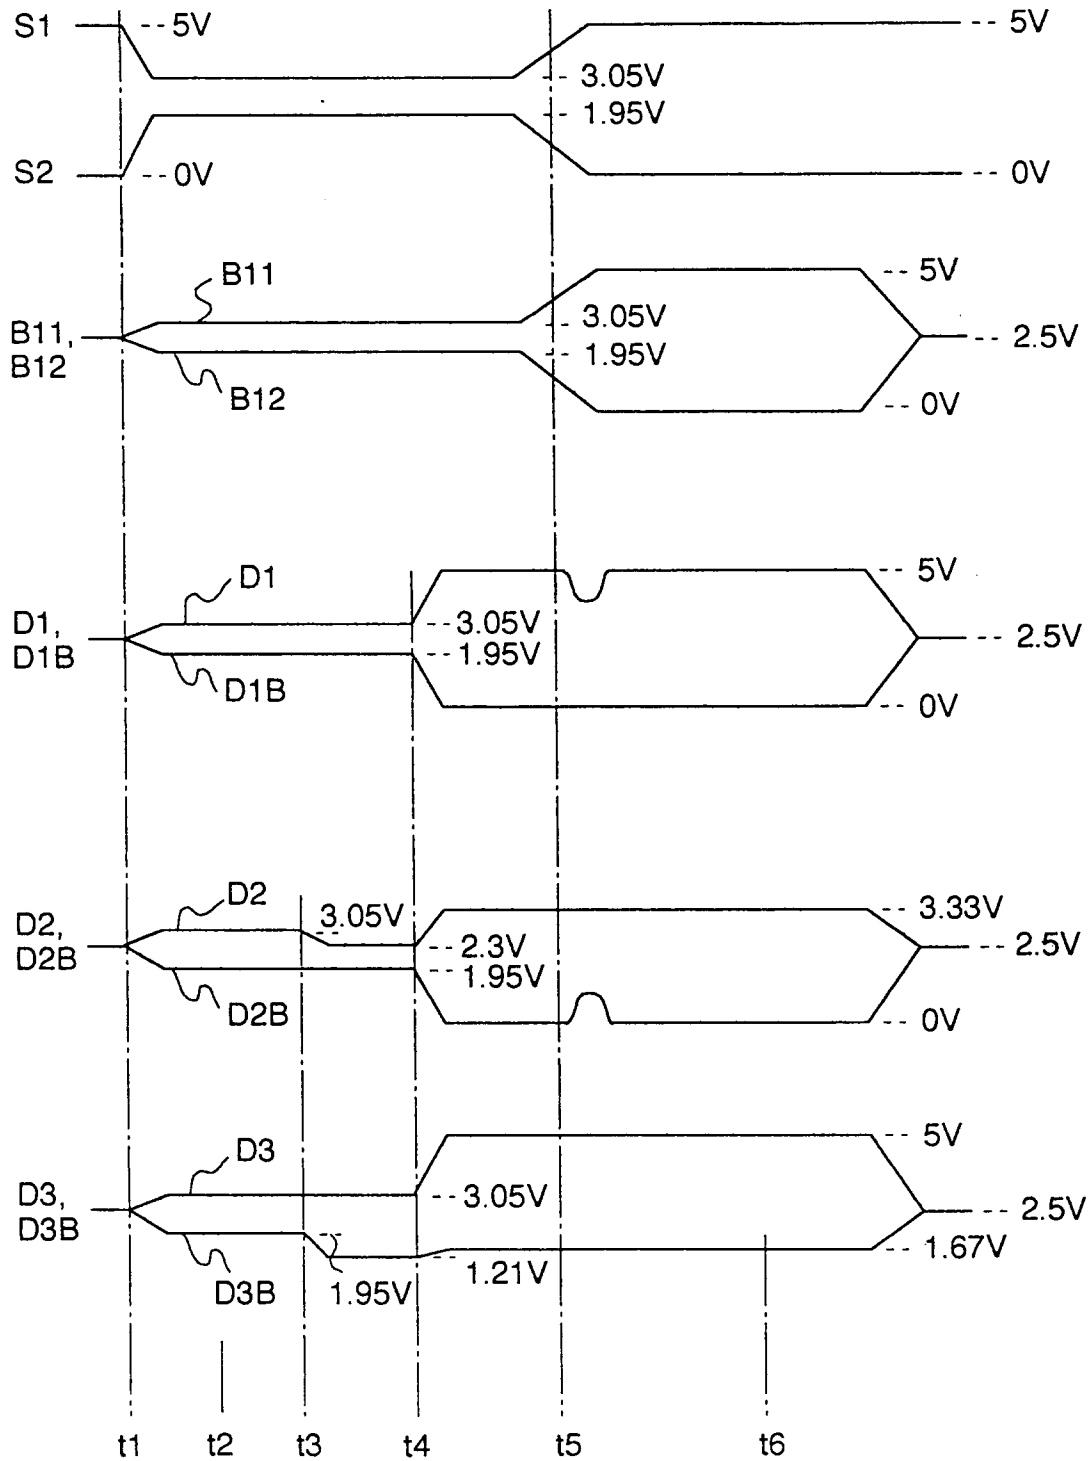 S1
5V
5V
3.05V
1.95V
S2
0V
0V
B11
5V
B11,
B12
3.05V
1.95V
2.5V
B12
0V
D1
5V
D1,
D1B
3.05V
1.95V
2.5V
D1B
0V
D2
3.05V
3.33V
D2,
D2B
2.3V
1.95V
2.5V
D2B
0V
D3
5V
D3,
D3B
3.05V
2.5V
1.67V
D3B
1.95V
1.21V
t1 t2 t3 t4 t5 t6